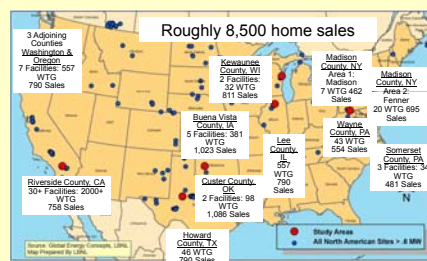 Roughly 8,500 home sales
3 Adjoining
Counties
Washington &
Oregon
7 Facilities: 557
WTG
790 Sales
Kewaunee
County, WI
2 Facilities:
32 WTG
811 Sales
Madison
County, NY
Area 1:
Madison
7 WTG 462
Sales
Madison
County, NY
Area 2:
Fenner
20 WTG 695
Sales
Buena Vista
County, IA
5 Facilities: 381
WTG
1,023 Sales
Lee
County,
IL
557
WTG
790
Sales
Wayne
County, PA
43 WTG
554 Sales
Somerset
County, PA
3 Facilities: 34
WTG
481 Sales
Riverside County, CA
30+ Facilities: 2000+
WTG
758 Sales
Custer County,
OK
2 Facilities: 98
WTG
1,086 Sales
Howard
County, TX
46 WTG
790 Sales
N
Study Areas
All North American Sites > .6 MW
Source: Global Energy Concepts, LBNL
Map Prepared By LBNL